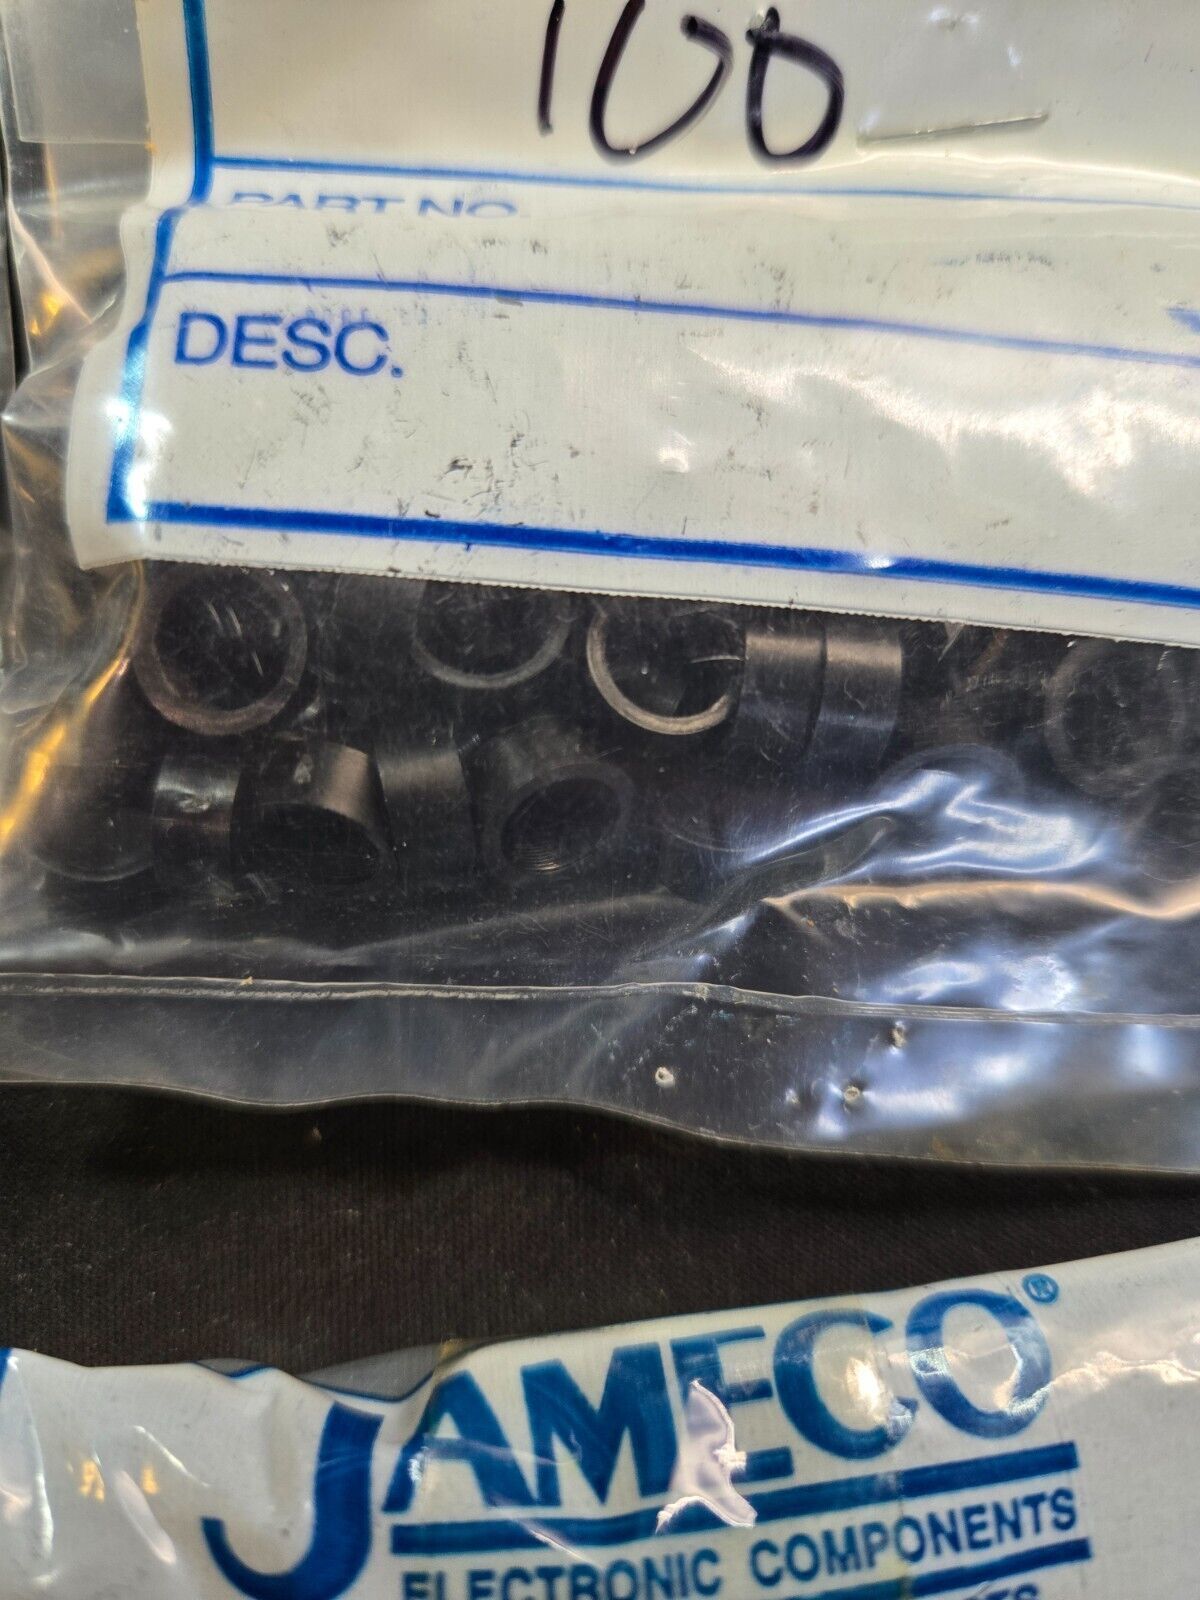 100
PART NO.
DESC.
JAMECO®
ELECTRONIC COMPONENTS